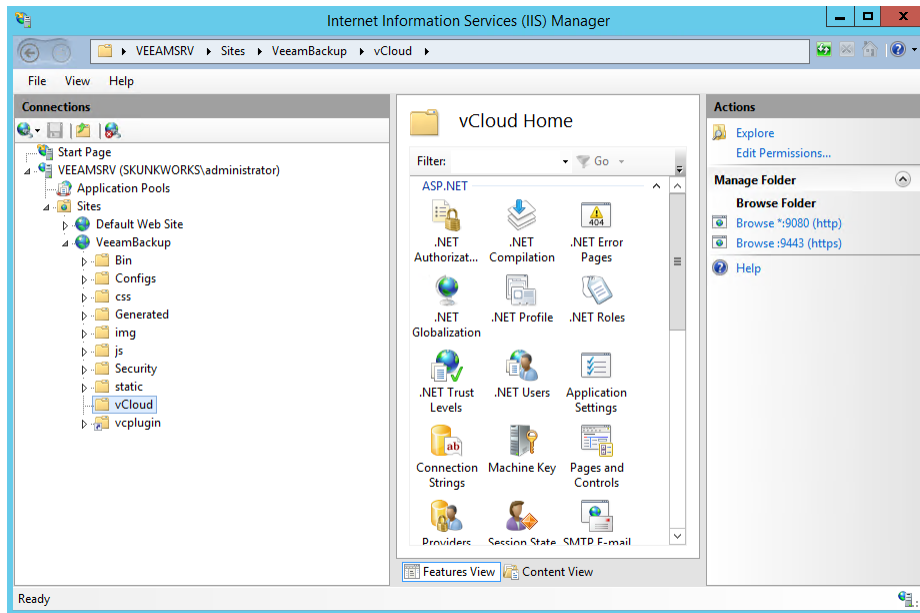 Internet Information Services (IIS) Manager
VEEAMSRV Sites VeeamBackup vCloud
File View Help
Connections
Start Page
VEEAMSRV (SKUNKWORKS\administrator)
Application Pools
Sites
Default Web Site
VeeamBackup
Bin
Configs
css
Generated
img
js
Security
static
vCloud
vcplugin
vCloud Home
Filter: Go
ASP.NET
.NET Authorizat...
.NET Compilation
404
.NET Error Pages
.NET Globalization
.NET Profile
.NET Roles
.NET Trust Levels
.NET Users
Application Settings
ab
Connection Strings
Machine Key
Pages and Controls
Providers
Session State
SMTP E-mail
Features View
Content View
Actions
Explore
Edit Permissions...
Manage Folder
Browse Folder
Browse *:9080 (http)
Browse :9443 (https)
Help
Ready